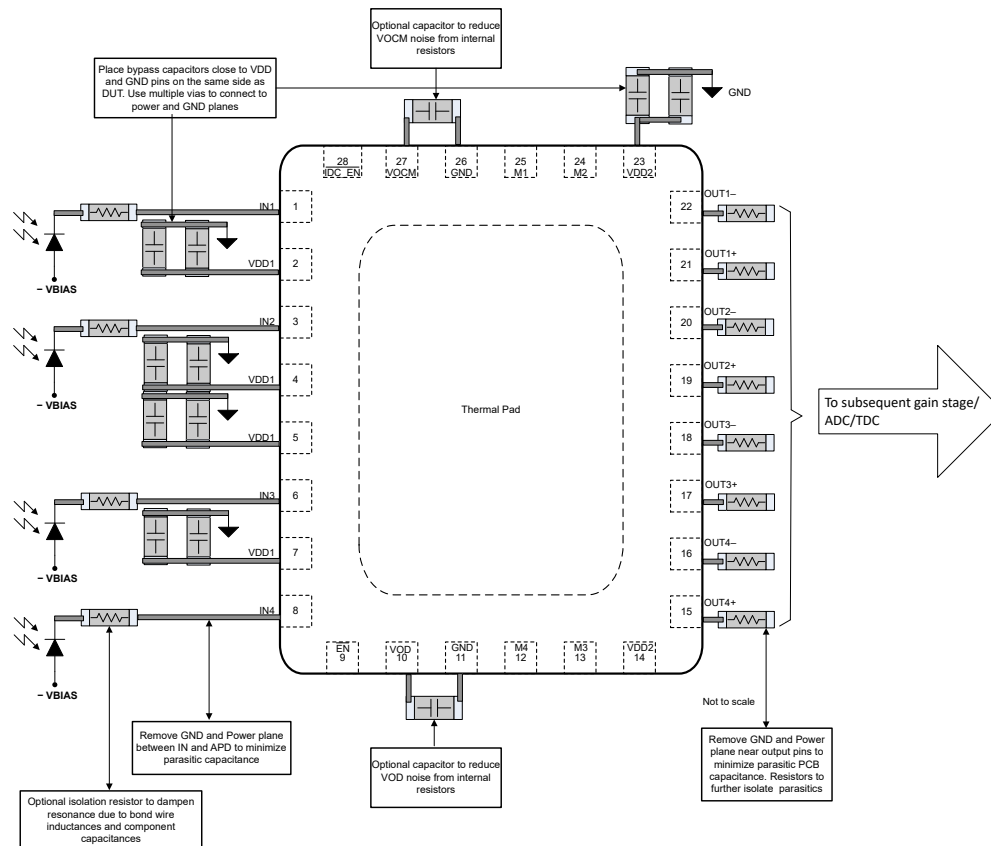 Optional capacitor to reduce
VOCM noise from internal
resistors
Place bypass capacitors close to VDD
and GND pins on the same side as
DUT. Use multiple vias to connect to
power and GND planes
GND
28
IDC_EN
27
VOCM
26
GND
25
M1
24
M2
23
VDD2
IN1
1
VDD1
2
– VBIAS
IN2
3
VDD1
4
– VBIAS
VDD1
5
IN3
6
VDD1
7
– VBIAS
IN4
8
– VBIAS
Thermal Pad
22
OUT1–
21
OUT1+
20
OUT2–
19
OUT2+
18
OUT3–
17
OUT3+
16
OUT4–
15
OUT4+
To subsequent gain stage/
ADC/TDC
EN
9
VOD
10
GND
11
M4
12
M3
13
VDD2
14
Not to scale
Remove GND and Power plane
between IN and APD to minimize
parasitic capacitance
Optional capacitor to reduce
VOD noise from internal
resistors
Remove GND and Power
plane near output pins to
minimize parasitic PCB
capacitance. Resistors to
further isolate parasitics
Optional isolation resistor to dampen
resonance due to bond wire
inductances and component
capacitances